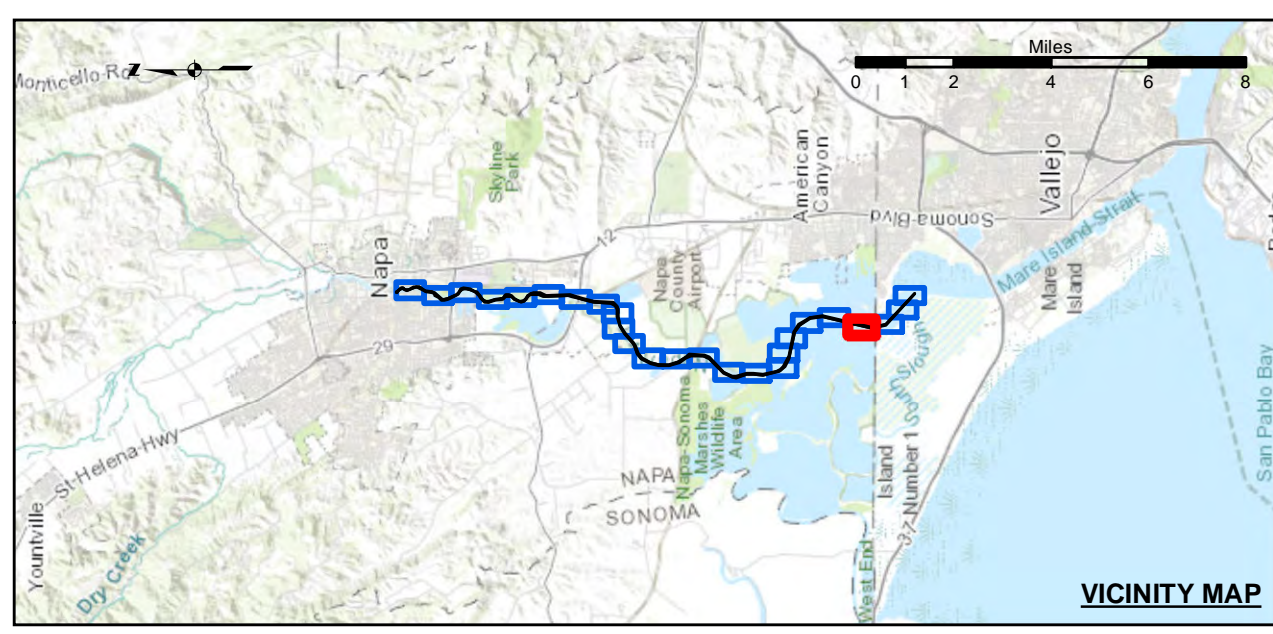 Miles
0 1 2 4 6 8
Monticello-Rd
Z
Skyline
Park
American
Canyon
Vallejo
Sonoma-Blvd
Mare Island-Strait
Napa
12
Napa
County
Airport
Mare
Island
29
South Slough
San Pablo Bay
St-Helena-Hwy
Napa-Sonoma
Marshes
Wildlife
Area
NAPA
SONOMA
Island
Number 1
37
Yountville
Dry Creek
West End
VICINITY MAP